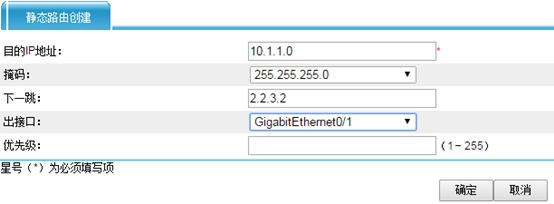 静态路由创建
目的IP地址： 10.1.1.0 *
掩码： 255.255.255.0
下一跳： 2.2.3.2
出接口： GigabitEthernet0/1
优先级： （1－255）
星号（*）为必须填写项
确定 取消